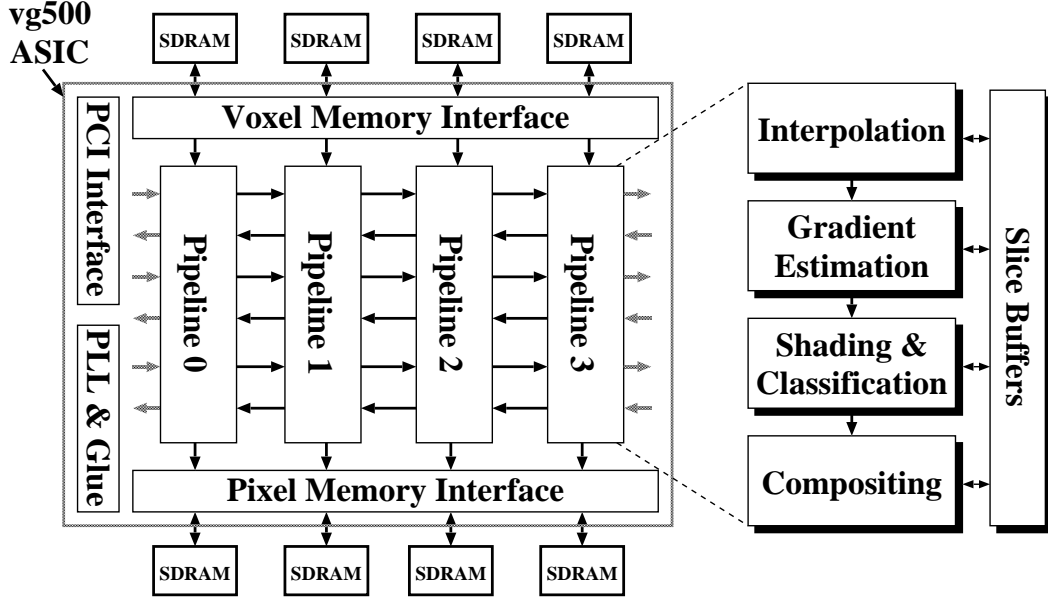 vg500
ASIC
SDRAM
SDRAM
SDRAM
SDRAM
PCI Interface
PLL & Glue
Voxel Memory Interface
Pipeline 0
Pipeline 1
Pipeline 2
Pipeline 3
Pixel Memory Interface
SDRAM
SDRAM
SDRAM
SDRAM
Interpolation
Gradient
Estimation
Shading &
Classification
Compositing
Slice Buffers